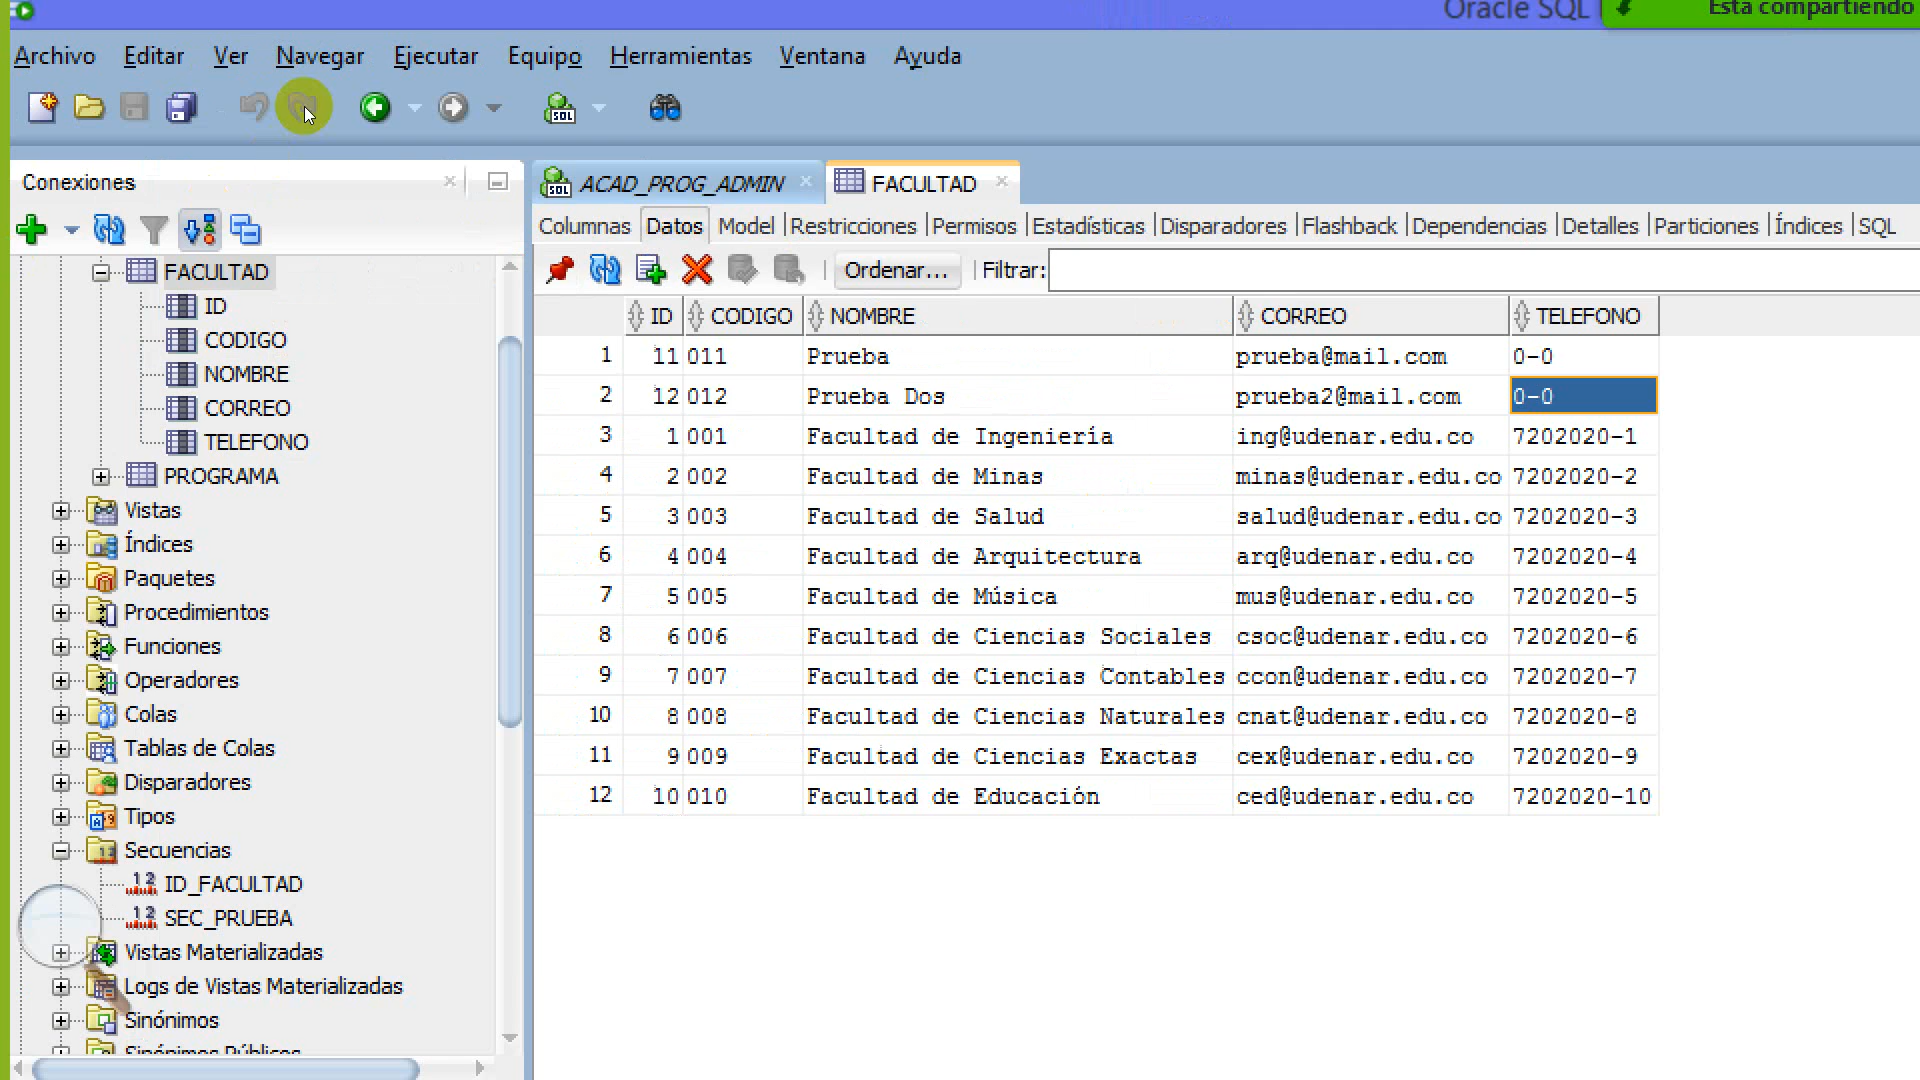 Oracle SQL
Está compartiendo
Archivo Editar Ver Navegar Ejecutar Equipo Herramientas Ventana Ayuda
Conexiones
FACULTAD
ID
CODIGO
NOMBRE
CORREO
TELEFONO
PROGRAMA
Vistas
Índices
Paquetes
Procedimientos
Funciones
Operadores
Colas
Tablas de Colas
Disparadores
Tipos
Secuencias
ID_FACULTAD
SEC_PRUEBA
Vistas Materializadas
Logs de Vistas Materializadas
Sinónimos
Sinónimos Públicos
ACAD_PROG_ADMIN FACULTAD
Columnas Datos Model Restricciones Permisos Estadísticas Disparadores Flashback Dependencias Detalles Particiones Índices SQL
Ordenar... Filtrar:
ID CODIGO NOMBRE CORREO TELEFONO
1 11 011 Prueba prueba@mail.com 0-0
2 12 012 Prueba Dos prueba2@mail.com 0-0
3 1 001 Facultad de Ingeniería ing@udenar.edu.co 7202020-1
4 2 002 Facultad de Minas minas@udenar.edu.co 7202020-2
5 3 003 Facultad de Salud salud@udenar.edu.co 7202020-3
6 4 004 Facultad de Arquitectura arq@udenar.edu.co 7202020-4
7 5 005 Facultad de Música mus@udenar.edu.co 7202020-5
8 6 006 Facultad de Ciencias Sociales csoc@udenar.edu.co 7202020-6
9 7 007 Facultad de Ciencias Contables ccon@udenar.edu.co 7202020-7
10 8 008 Facultad de Ciencias Naturales cnat@udenar.edu.co 7202020-8
11 9 009 Facultad de Ciencias Exactas cex@udenar.edu.co 7202020-9
12 10 010 Facultad de Educación ced@udenar.edu.co 7202020-10